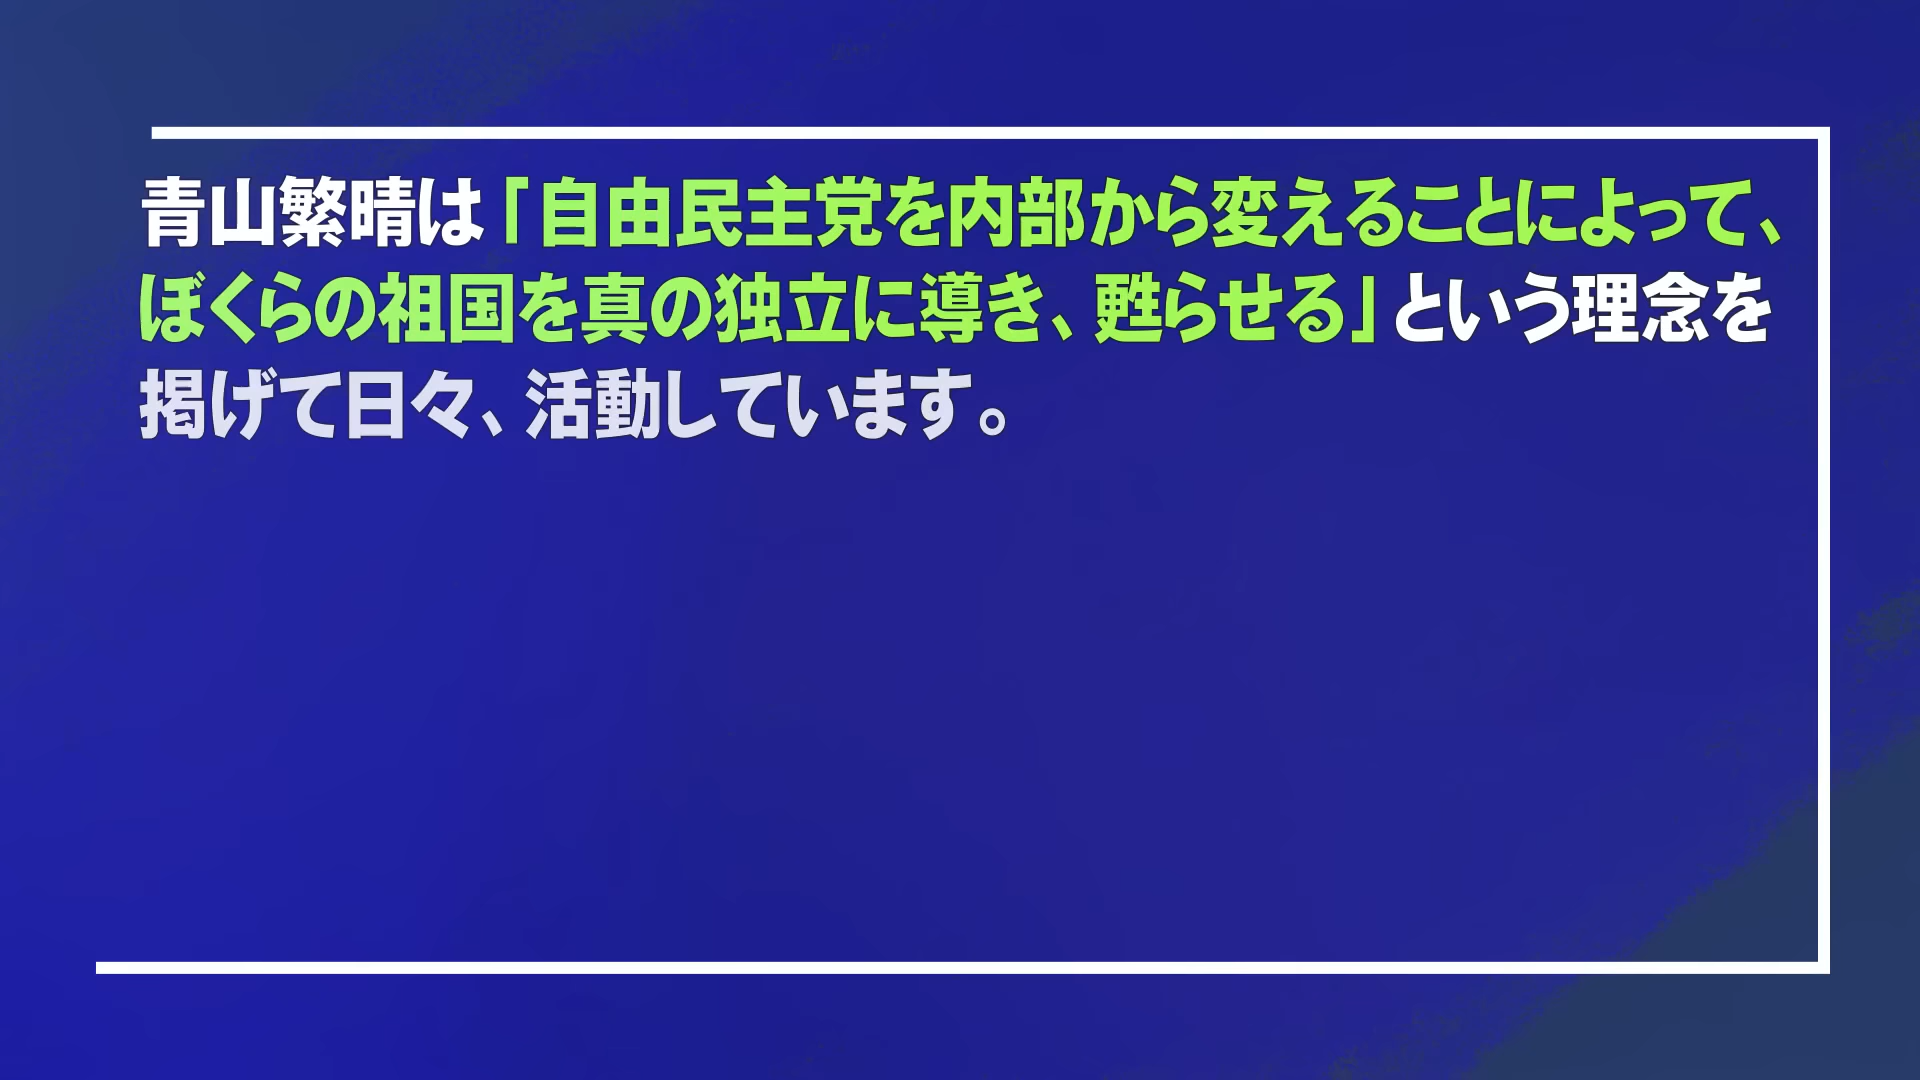 青山繁晴は「自由民主党を内部から変えることによって、
ぼくらの祖国を真の独立に導き、甦らせる」という理念を
掲げて日々、活動しています。